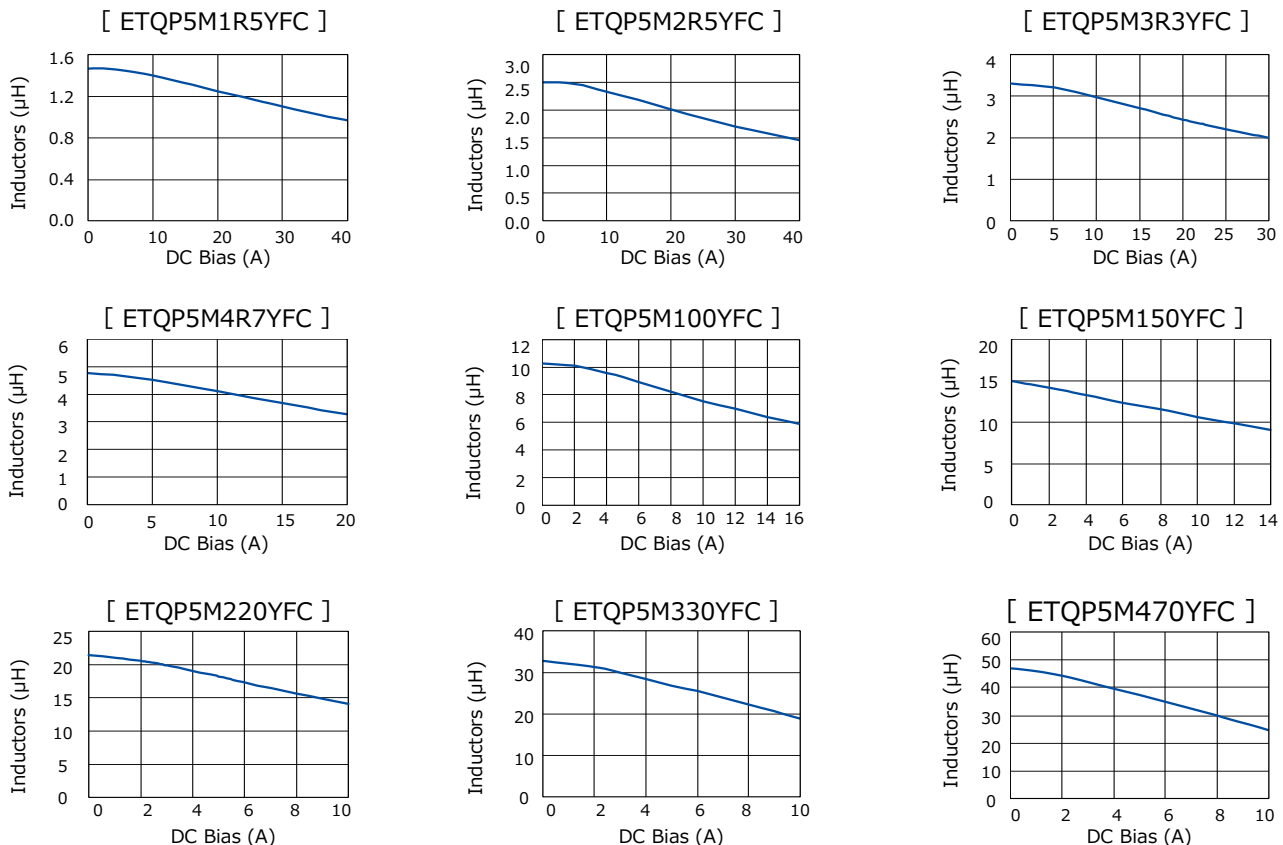 ［ ETQP5M1R5YFC ］
Inductors (μH)
1.6
1.2
0.8
0.4
0.0
0 10 20 30 40
DC Bias (A)
［ ETQP5M2R5YFC ］
Inductors (μH)
3.0
2.5
2.0
1.5
1.0
0.5
0.0
0 10 20 30 40
DC Bias (A)
［ ETQP5M3R3YFC ］
Inductors (μH)
4
3
2
1
0
0 5 10 15 20 25 30
DC Bias (A)
［ ETQP5M4R7YFC ］
Inductors (μH)
6
5
4
3
2
1
0
0 5 10 15 20
DC Bias (A)
［ ETQP5M100YFC ］
Inductors (μH)
12
10
8
6
4
2
0
0 2 4 6 8 10 12 14 16
DC Bias (A)
［ ETQP5M150YFC ］
Inductors (μH)
20
15
10
5
0
0 2 4 6 8 10 12 14
DC Bias (A)
［ ETQP5M220YFC ］
Inductors (μH)
25
20
15
10
5
0
0 2 4 6 8 10
DC Bias (A)
［ ETQP5M330YFC ］
Inductors (μH)
40
30
20
10
0
0 2 4 6 8 10
DC Bias (A)
［ ETQP5M470YFC ］
Inductors (μH)
60
50
40
30
20
10
0
0 2 4 6 8 10
DC Bias (A)